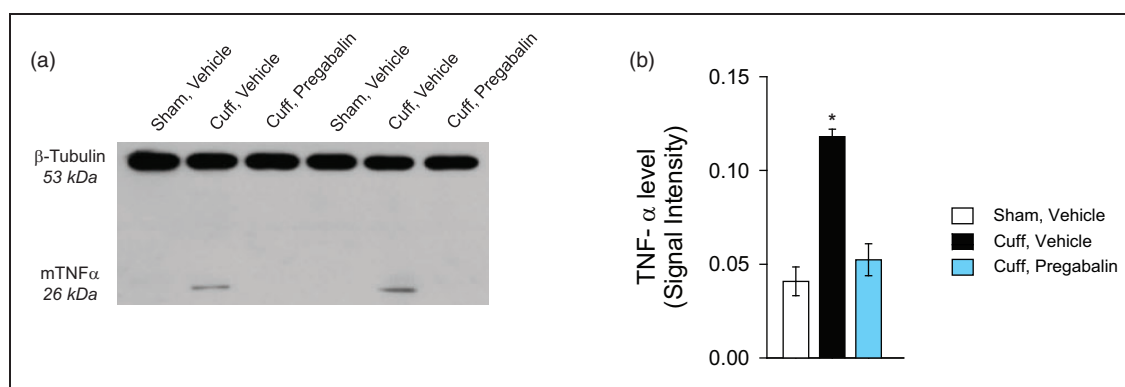 (a)
Sham, Vehicle
Cuff, Vehicle
Cuff, Pregabalin
Sham, Vehicle
Cuff, Vehicle
Cuff, Pregabalin
β-Tubulin
53 kDa
mTNFα
26 kDa
(b)
TNF- α level
(Signal Intensity)
0.15
0.10
0.05
0.00
*
Sham, Vehicle
Cuff, Vehicle
Cuff, Pregabalin